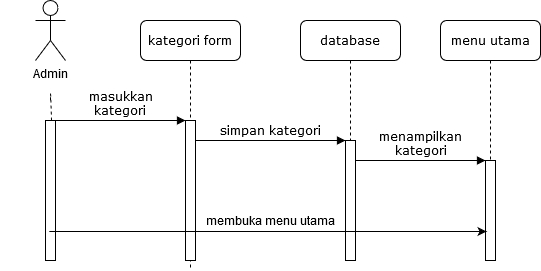 kategori form
database
menu utama
Admin
masukkan
kategori
simpan kategori
menampilkan
kategori
membuka menu utama